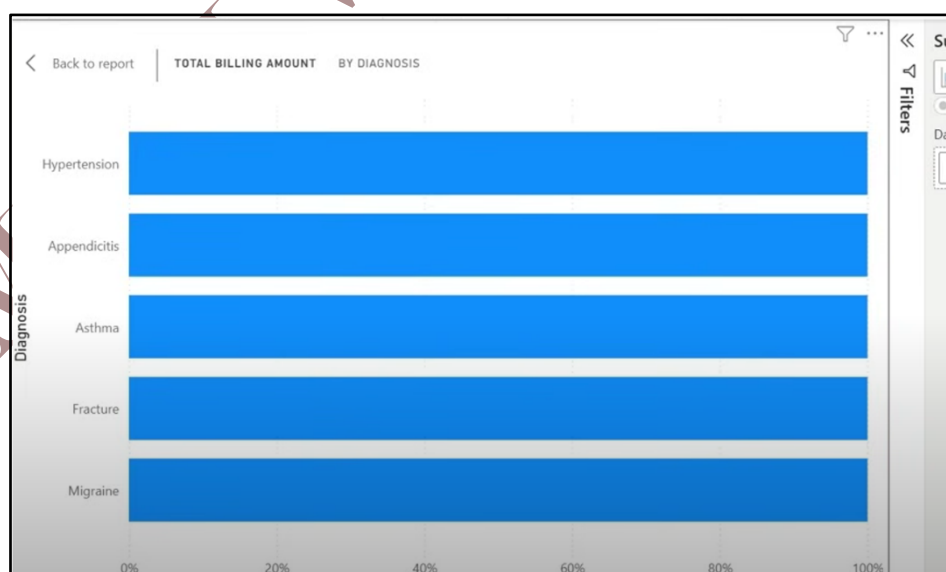 Back to report
TOTAL BILLING AMOUNT BY DIAGNOSIS
Filters
Diagnosis
Hypertension
Appendicitis
Asthma
Fracture
Migraine
0% 20% 40% 60% 80% 100%